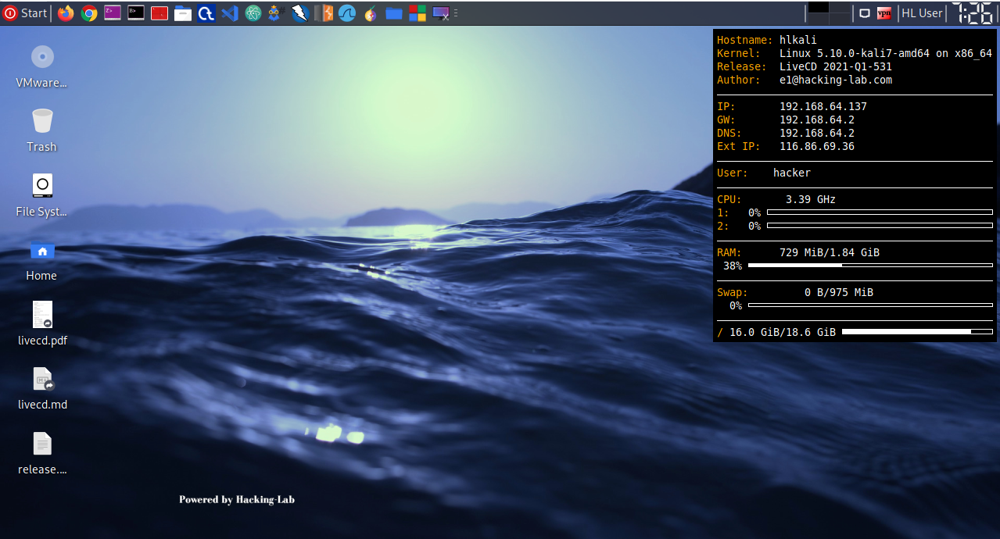 Start
Z>
B>
vpn
HL User
1:26
VMware...
Trash
File Syst...
Home
livecd.pdf
livecd.md
release....
Hostname: hlkali
Kernel: Linux 5.10.0-kali7-amd64 on x86_64
Release: LiveCD 2021-Q1-531
Author: e1@hacking-lab.com
IP: 192.168.64.137
GW: 192.168.64.2
DNS: 192.168.64.2
Ext IP: 116.86.69.36
User: hacker
CPU: 3.39 GHz
1: 0%
2: 0%
RAM: 729 MiB/1.84 GiB
38%
Swap: 0 B/975 MiB
0%
/ 16.0 GiB/18.6 GiB
Powered by Hacking-Lab